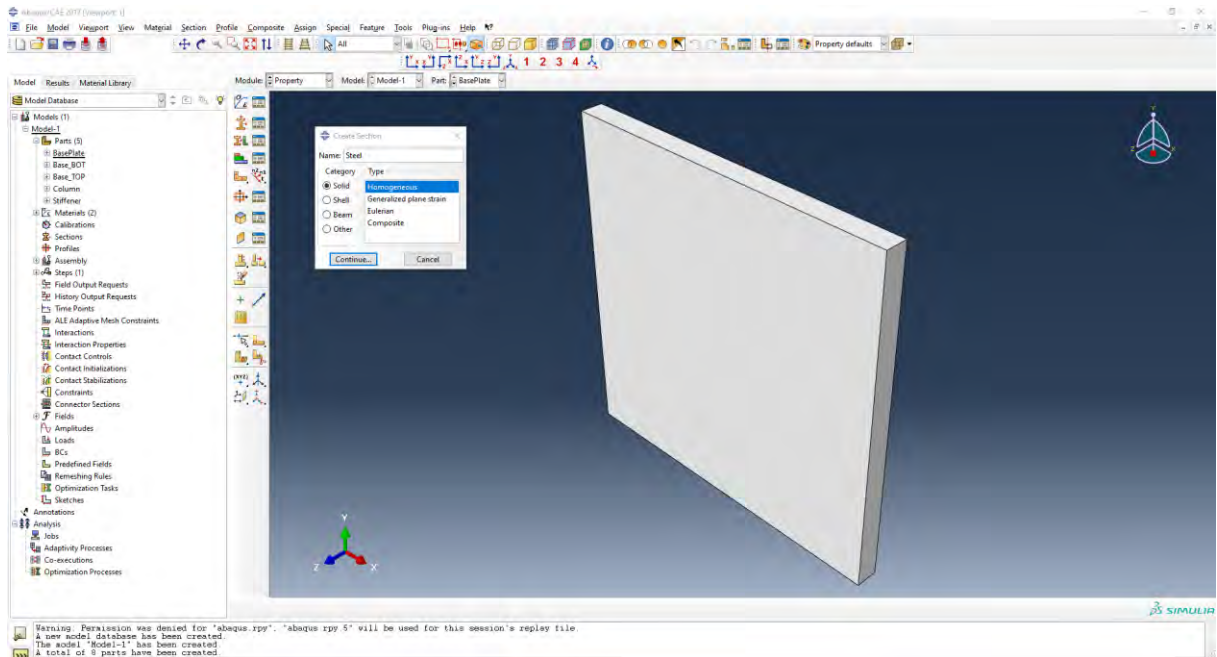 Abaqus/CAE 2017 [Viewport: 1]
File Model Viewport View Material Section Profile Composite Assign Special Feature Tools Plug-ins Help
All Property defaults
1 2 3 4
Model Results Material Library Module: Property Model: Model-1 Part: BasePlate
Model Database
Models (1)
Model-1
Parts (5)
BasePlate
Base_BOT
Base_TOP
Column
Stiffener
Materials (2)
Calibrations
Sections
Profiles
Assembly
Steps (1)
Field Output Requests
History Output Requests
Time Points
ALE Adaptive Mesh Constraints
Interactions
Interaction Properties
Contact Controls
Contact Initializations
Contact Stabilizations
Constraints
Connector Sections
Fields
Amplitudes
Loads
BCs
Predefined Fields
Remeshing Rules
Optimization Tasks
Sketches
Annotations
Analysis
Jobs
Adaptivity Processes
Co-executions
Optimization Processes
Create Section
Name: Steel
Category Type
Solid Homogeneous
Shell Generalized plane strain
Beam Eulerian
Other Composite
Continue... Cancel
Y
Z X
SIMULIA
Warning: Permission was denied for "abaqus.rpy"; "abaqus.rpy.5" will be used for this session's replay file.
A new model database has been created.
The model "Model-1" has been created.
A total of 8 parts have been created.